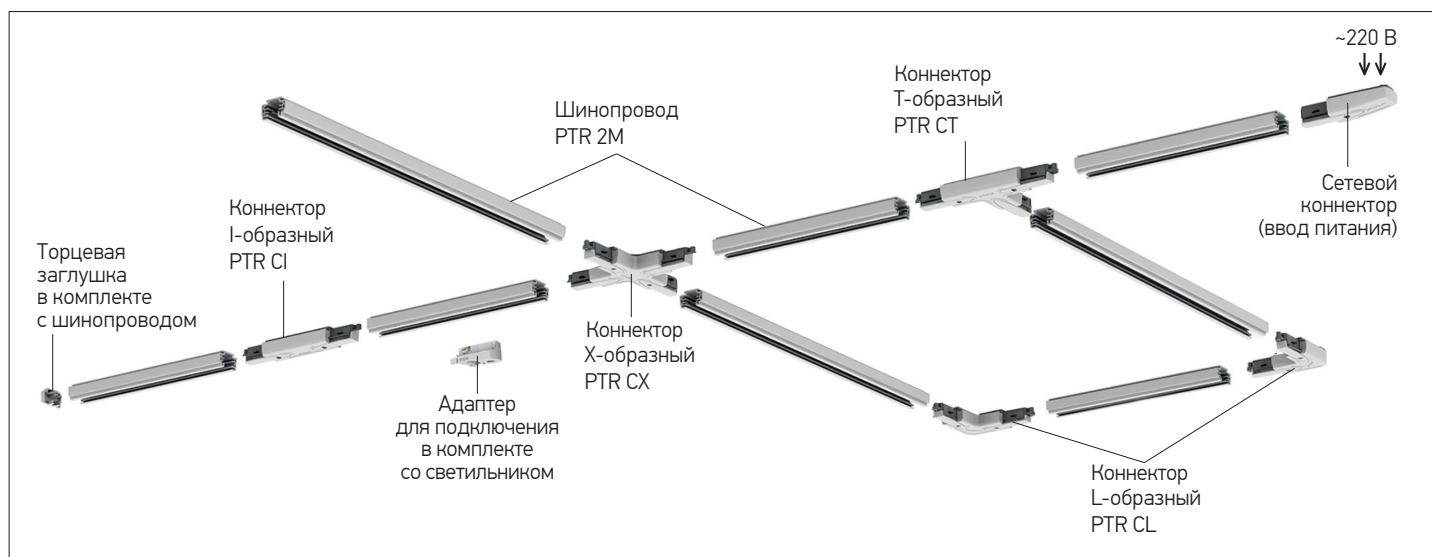 ~220 В
Коннектор
Т-образный
PTR CT
Шинопровод
PTR 2M
Сетевой
коннектор
(ввод питания)
Коннектор
I-образный
PTR CI
Торцевая
заглушка
в комплекте
с шинопроводом
Коннектор
X-образный
PTR CX
Адаптер
для подключения
в комплекте
со светильником
Коннектор
L-образный
PTR CL